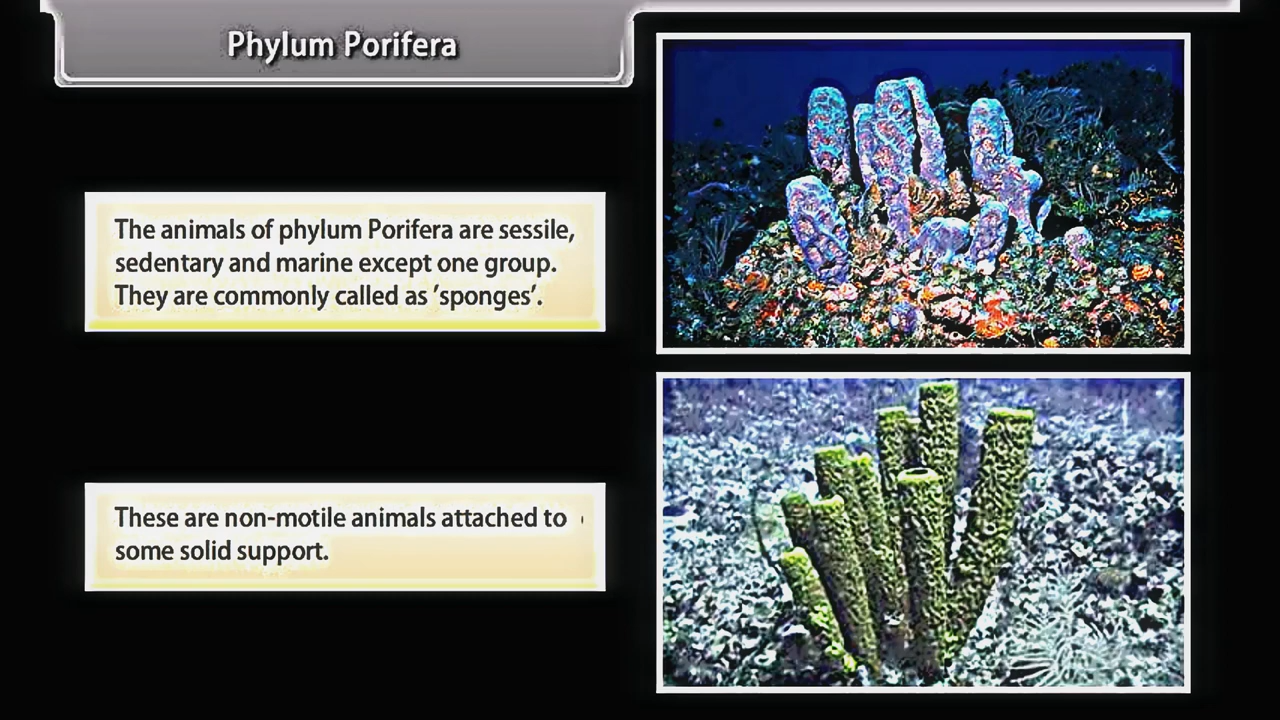 Phylum Porifera
The animals of phylum Porifera are sessile,
sedentary and marine except one group.
They are commonly called as ’sponges’.
These are non-motile animals attached to
some solid support.